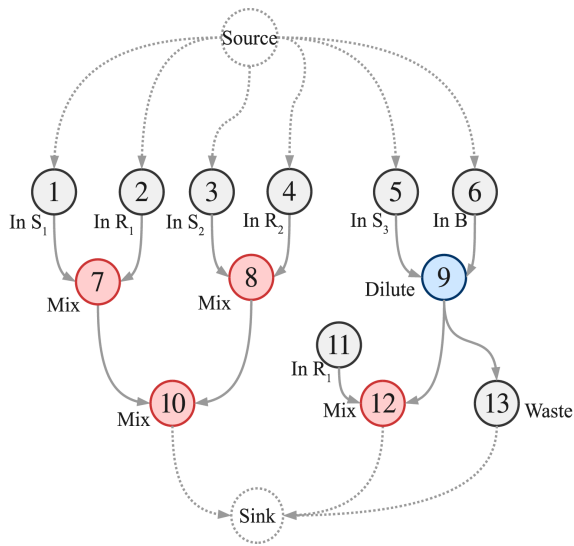 Source
1
2
3
4
5
6
In S₁
In R₁
In S₂
In R₂
In S₃
In B
7
8
9
Mix
Mix
Dilute
11
In R₁
10
12
13
Mix
Mix
Waste
Sink